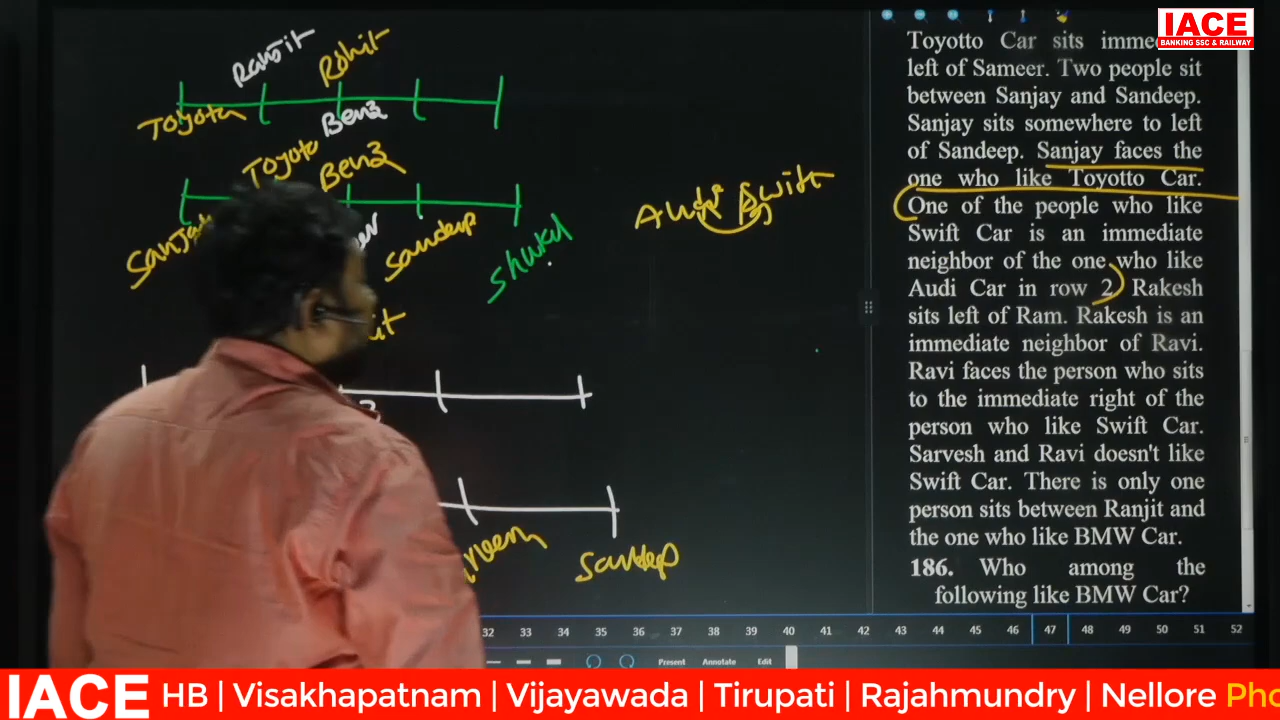 IACE
BANKING SSC & RAILWAY
Toyotto Car sits
left of Sameer. Two people sit
between Sanjay and Sandeep.
Sanjay sits somewhere to left
of Sandeep. Sanjay faces the
one who like Toyotto Car.
One of the people who like
Swift Car is an immediate
neighbor of the one who like
Audi Car in row 2. Rakesh
sits left of Ram. Rakesh is an
immediate neighbor of Ravi.
Ravi faces the person who sits
to the immediate right of the
person who like Swift Car.
Sarvesh and Ravi doesn't like
Swift Car. There is only one
person sits between Ranjit and
the one who like BMW Car.
186. Who among the
following like BMW Car?
Ranjit Rohit
Toyota Benz
Toyota Benz
Sandeep
Audi Swift
Sandeep
32 33 34 35 36 37 38 39 40 41 42 43 44 45 46 47 48 49 50 51 52
Present Annotate Edit
IACE HB | Visakhapatnam | Vijayawada | Tirupati | Rajahmundry | Nellore